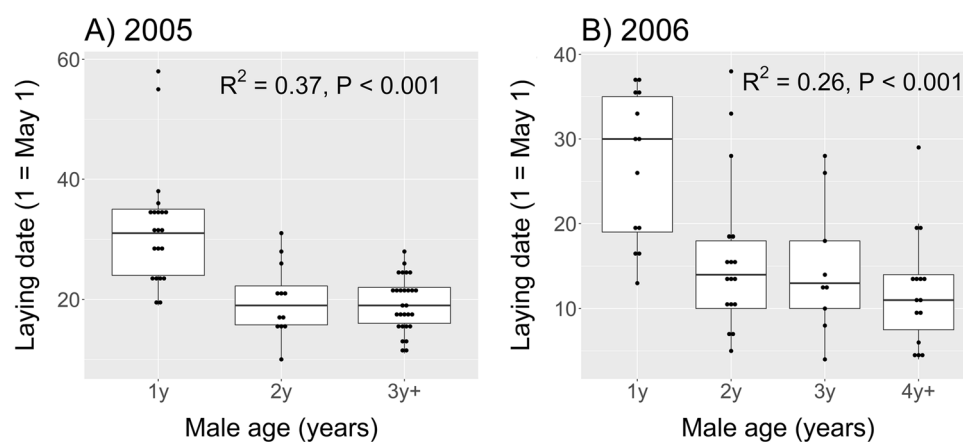 A) 2005
R² = 0.37, P < 0.001
60
40
20
Laying date (1 = May 1)
1y 2y 3y+
Male age (years)
B) 2006
R² = 0.26, P < 0.001
40
30
20
10
Laying date (1 = May 1)
1y 2y 3y 4y+
Male age (years)